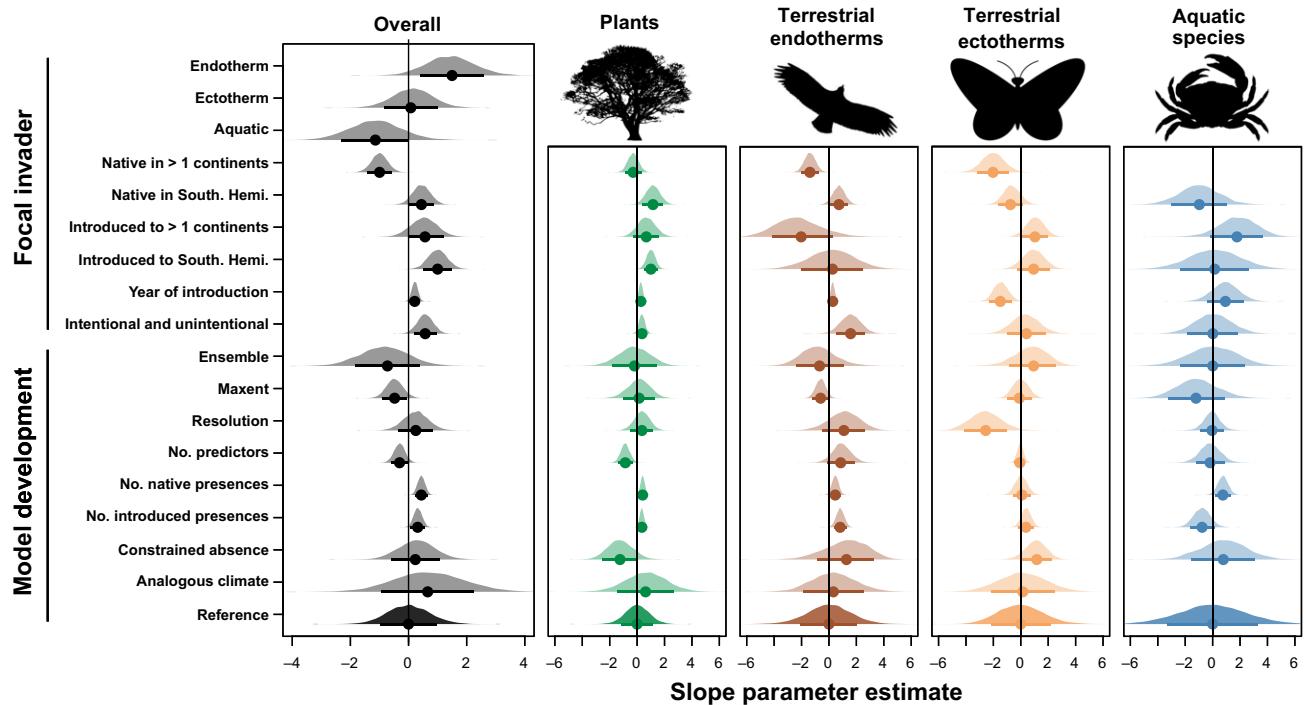 Overall
Plants
Terrestrial
endotherms
Terrestrial
ectotherms
Aquatic
species
Focal invader
Endotherm
Ectotherm
Aquatic
Native in > 1 continents
Native in South. Hemi.
Introduced to > 1 continents
Introduced to South. Hemi.
Year of introduction
Intentional and unintentional
Model development
Ensemble
Maxent
Resolution
No. predictors
No. native presences
No. introduced presences
Constrained absence
Analogous climate
Reference
−4 −2 0 2 4
−6 −4 −2 0 2 4 6
−6 −4 −2 0 2 4 6
−6 −4 −2 0 2 4 6
−6 −4 −2 0 2 4 6
Slope parameter estimate